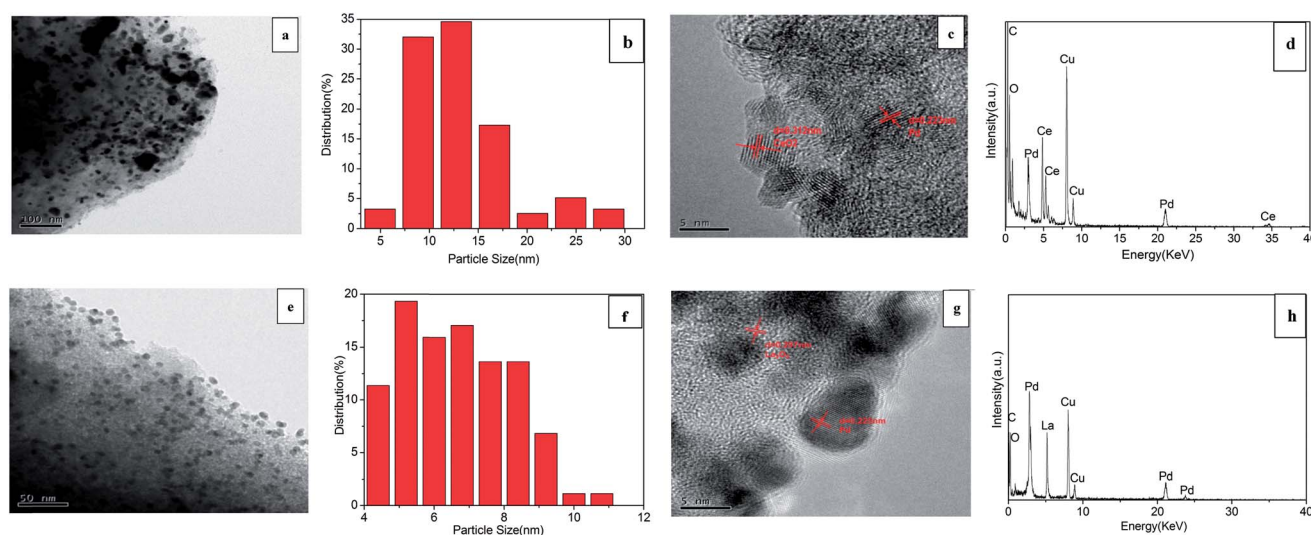 a
100 nm
b
35
30
25
20
15
10
5
0
5
10
15
20
25
30
Distribution(%)
Particle Size(nm)
c
5 nm
d
C
O
Pd
Ce
Ce
Cu
Cu
Pd
Ce
0
5
10
15
20
25
30
35
40
Intensity(a.u.)
Energy(KeV)
e
50 nm
f
20
15
10
5
0
4
6
8
10
12
Distribution(%)
Particle Size(nm)
g
5 nm
h
C
O
Pd
La
Cu
Cu
Pd
Pd
0
10
20
30
40
Intensity(a.u.)
Energy(KeV)